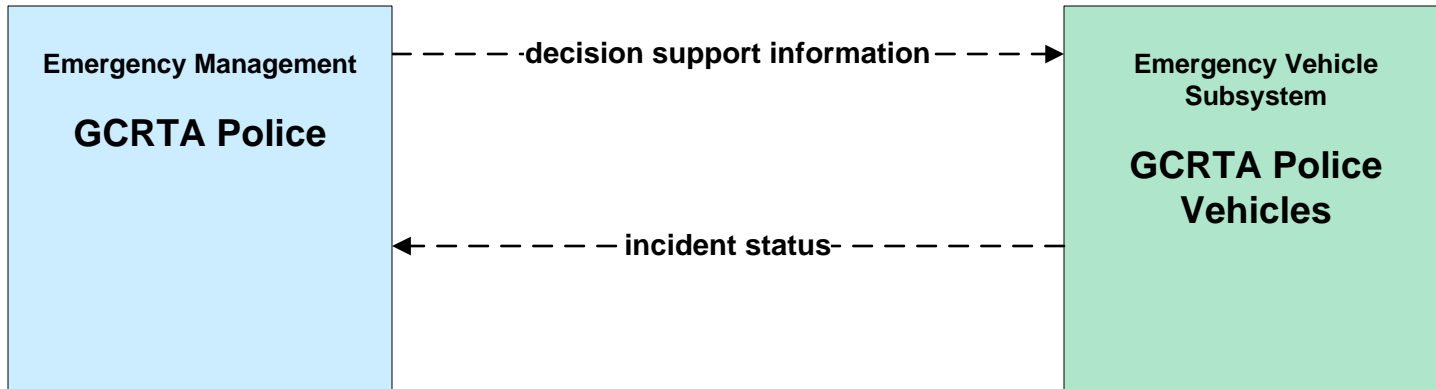 Emergency Management
GCRTA Police
decision support information
incident status
Emergency Vehicle
Subsystem
GCRTA Police
Vehicles